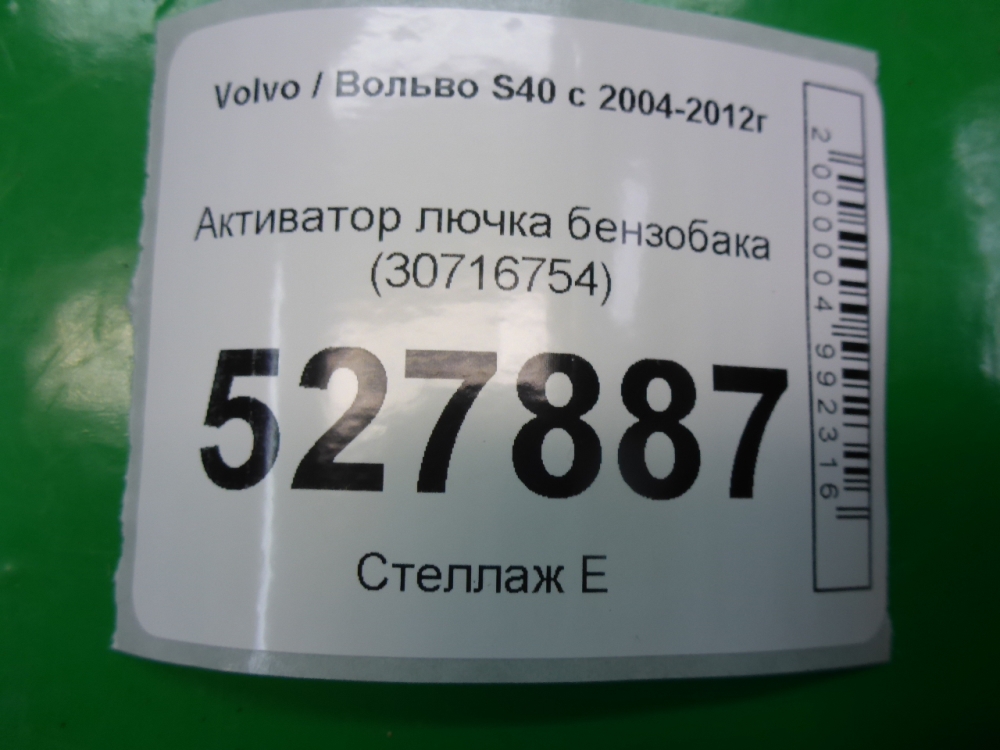 Volvo / Вольво S40 с 2004-2012г
Активатор лючка бензобака
(30716754)
527887
Стеллаж Е
2000004992316